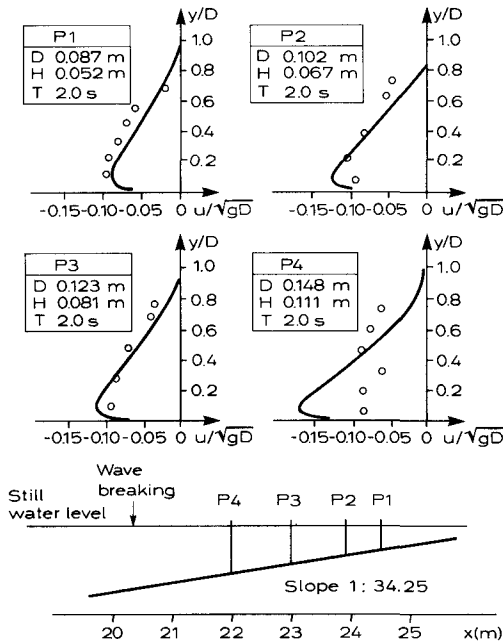 P1
D 0.087 m
H 0.052 m
T 2.0 s
y/D
1.0
0.8
0.6
0.4
0.2
-0.15-0.10-0.05 0 u/√gD
P2
D 0.102 m
H 0.067 m
T 2.0 s
y/D
1.0
0.8
0.6
0.4
0.2
-0.15-0.10-0.05 0 u/√gD
P3
D 0.123 m
H 0.081 m
T 2.0 s
y/D
1.0
0.8
0.6
0.4
0.2
-0.15-0.10-0.05 0 u/√gD
P4
D 0.148 m
H 0.111 m
T 2.0 s
y/D
1.0
0.8
0.6
0.4
0.2
-0.15-0.10-0.05 0 u/√gD
Still
water level
Wave
breaking
P4 P3 P2 P1
Slope 1 : 34.25
20 21 22 23 24 25 x(m)